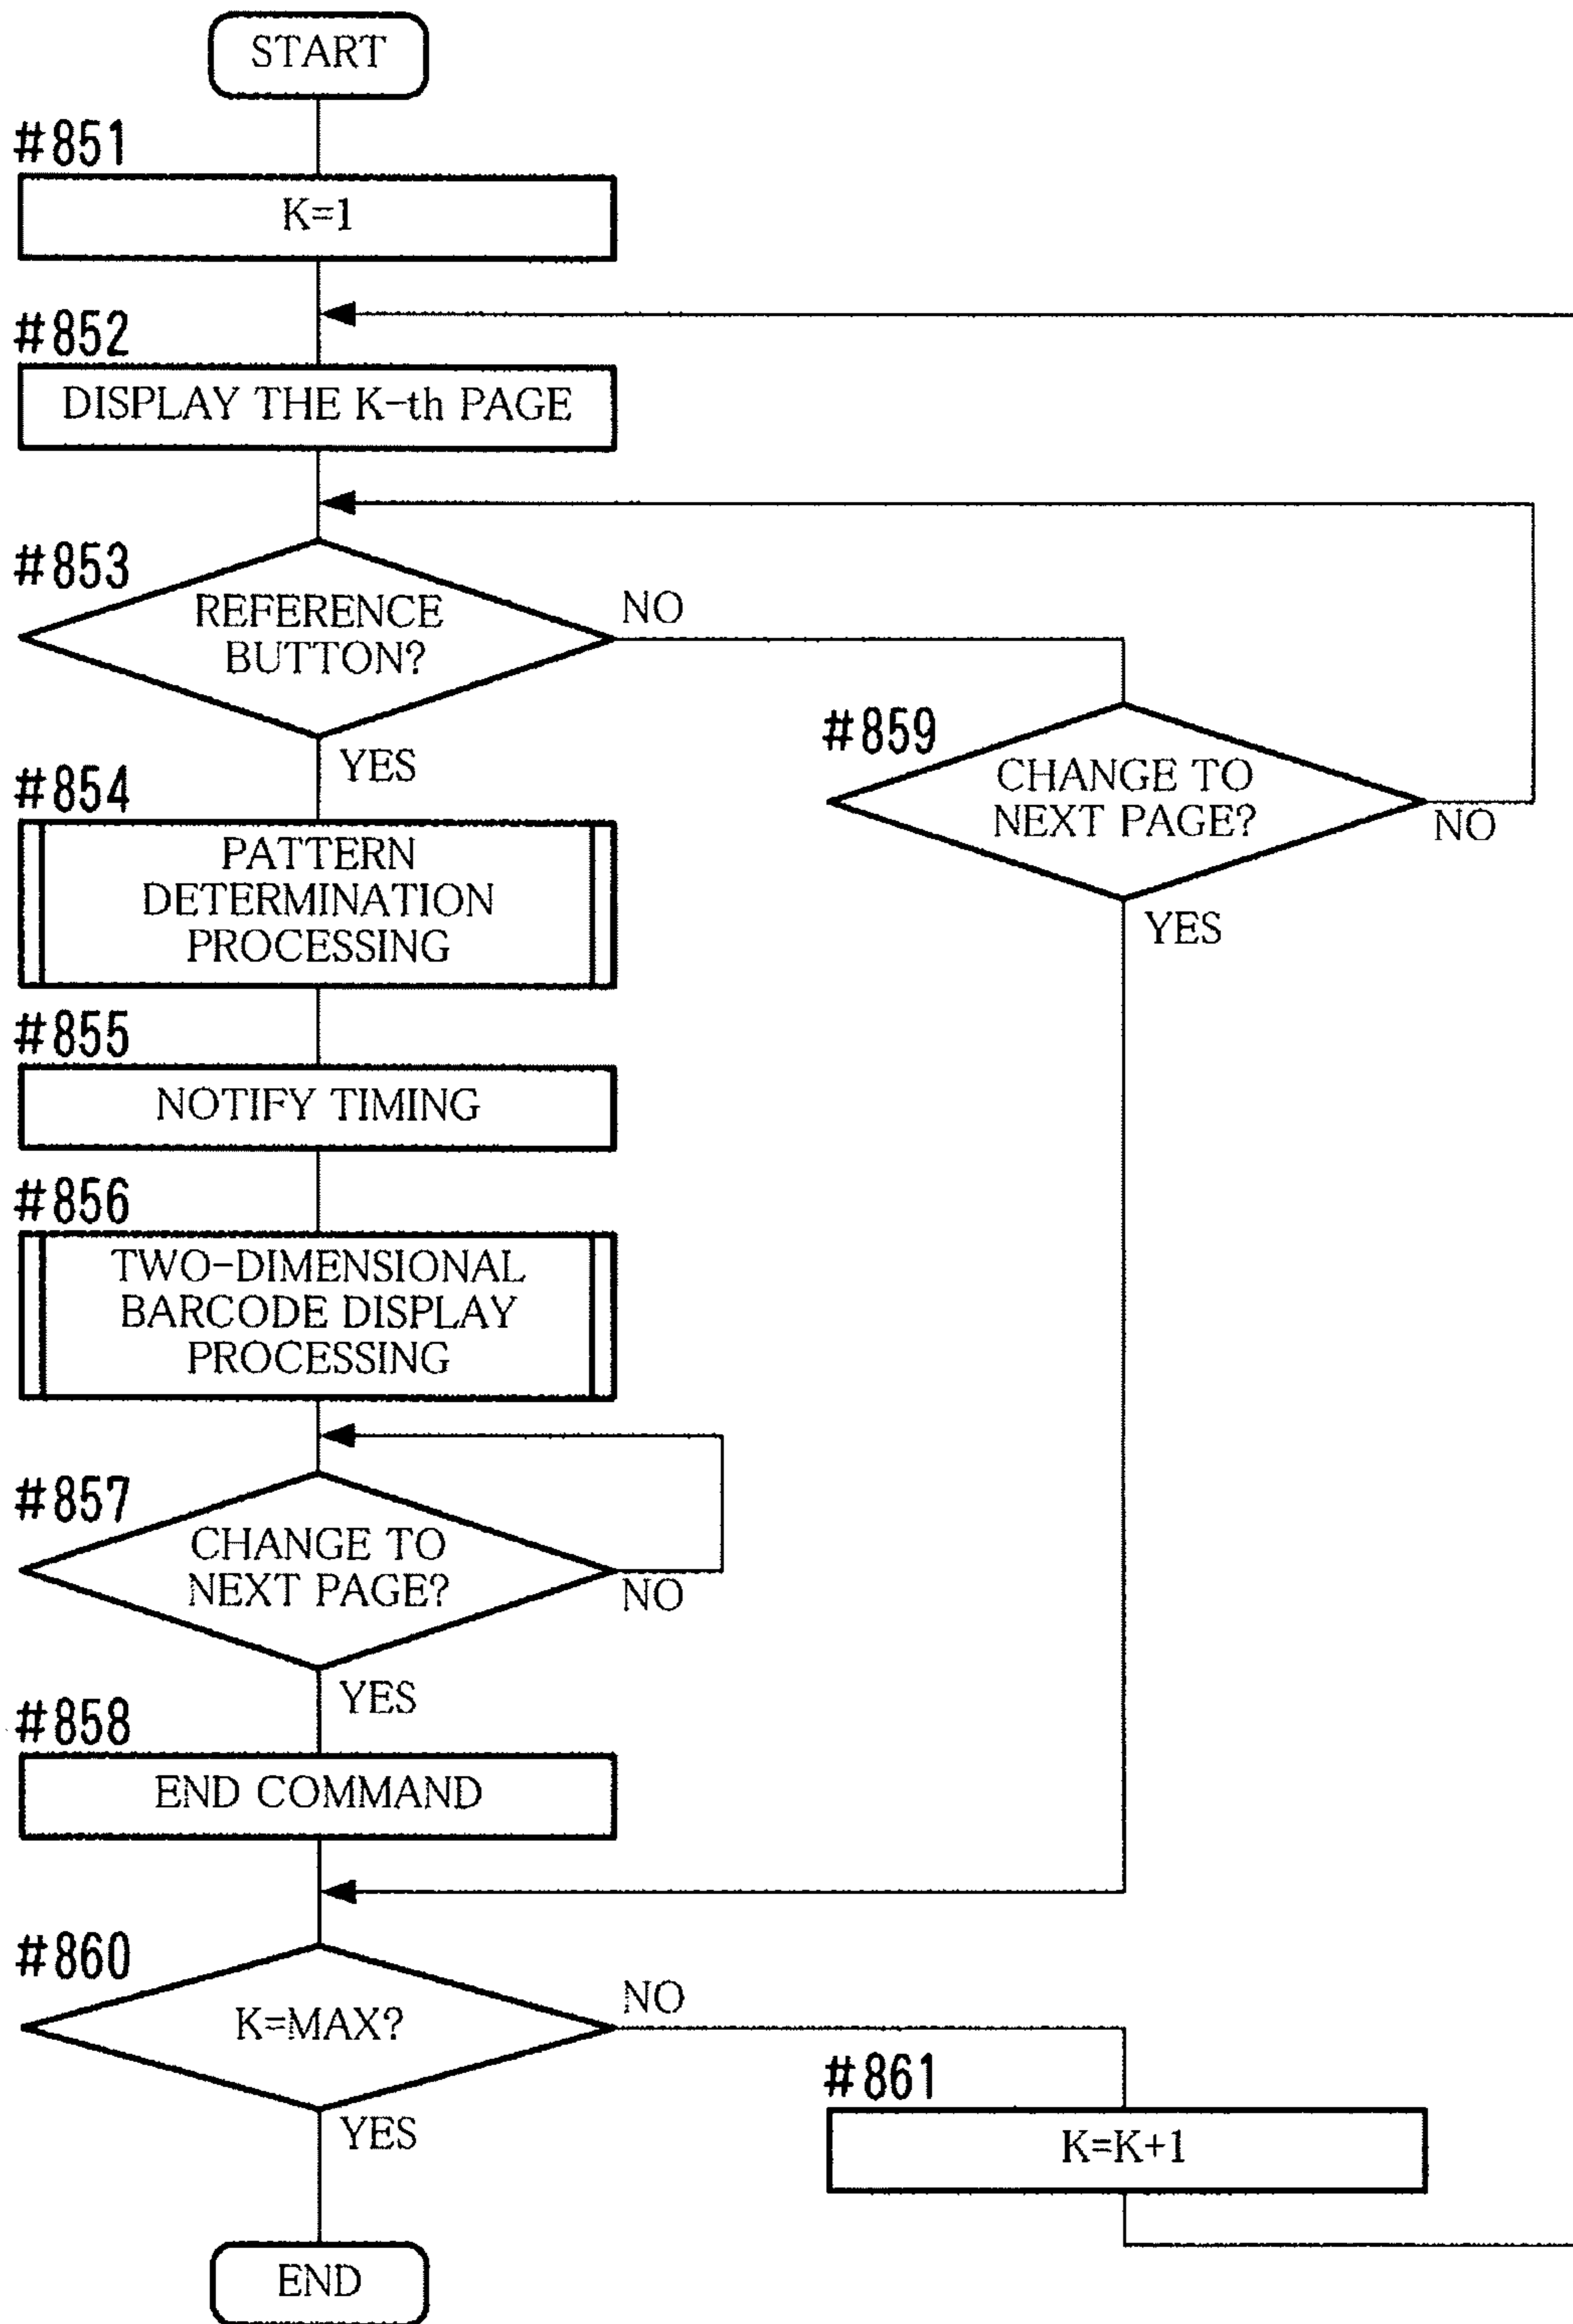 START
#851
K=1
#852
DISPLAY THE K-th PAGE
#853
REFERENCE
BUTTON?
NO
YES
#859
CHANGE TO
NEXT PAGE?
NO
YES
#854
PATTERN
DETERMINATION
PROCESSING
#855
NOTIFY TIMING
#856
TWO-DIMENSIONAL
BARCODE DISPLAY
PROCESSING
#857
CHANGE TO
NEXT PAGE?
NO
YES
#858
END COMMAND
#860
K=MAX?
NO
YES
#861
K=K+1
END